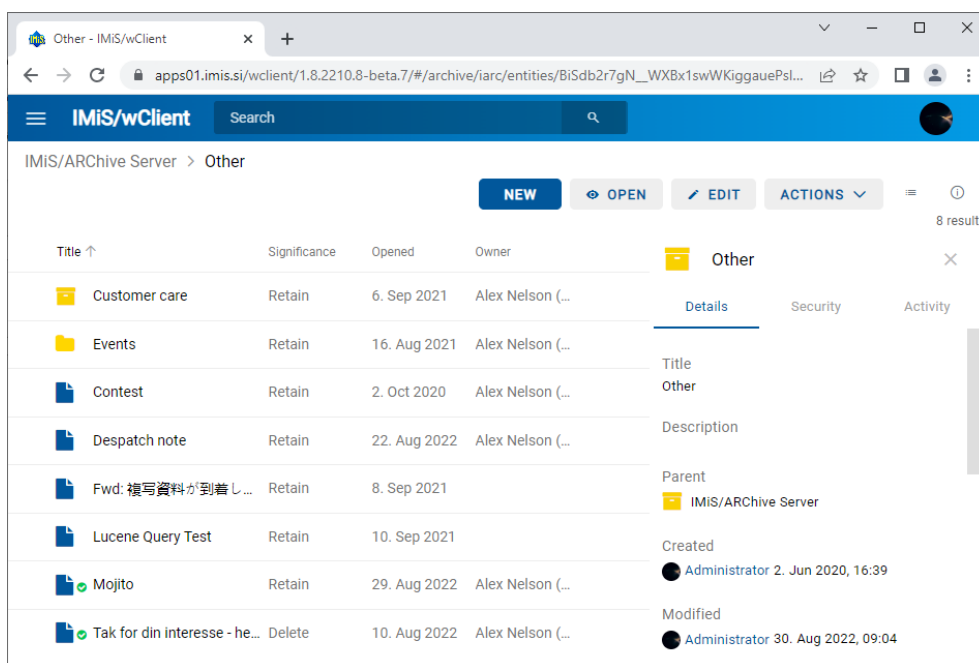 Other - IMiS/wClient
apps01.imis.si/wclient/1.8.2210.8-beta.7/#/archive/iarc/entities/BiSdb2r7gN__WXBx1swWKiggauePsl...
IMiS/wClient Search
IMiS/ARChive Server > Other
NEW OPEN EDIT ACTIONS
8 result
Title Significance Opened Owner
Customer care Retain 6. Sep 2021 Alex Nelson (...
Events Retain 16. Aug 2021 Alex Nelson (...
Contest Retain 2. Oct 2020 Alex Nelson (...
Despatch note Retain 22. Aug 2022 Alex Nelson (...
Fwd: 複写資料が到着し... Retain 8. Sep 2021
Lucene Query Test Retain 10. Sep 2021
Mojito Retain 29. Aug 2022 Alex Nelson (...
Tak for din interesse - he... Delete 10. Aug 2022 Alex Nelson (...
Other
Details Security Activity
Title
Other
Description
Parent
IMiS/ARChive Server
Created
Administrator 2. Jun 2020, 16:39
Modified
Administrator 30. Aug 2022, 09:04